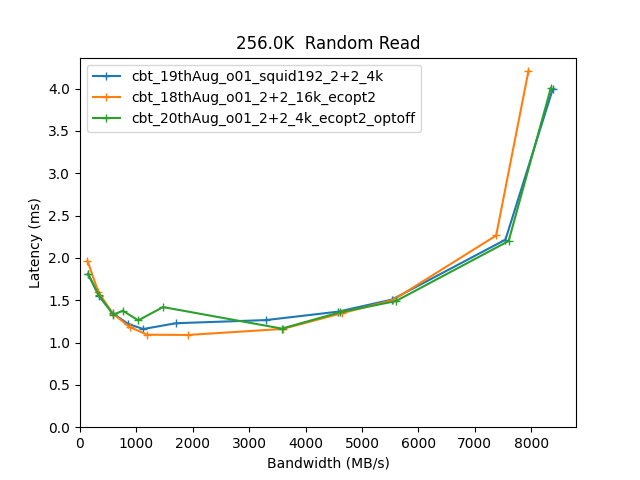 256.0K  Random Read
cbt_19thAug_o01_squid192_2+2_4k
cbt_18thAug_o01_2+2_16k_ecopt2
cbt_20thAug_o01_2+2_4k_ecopt2_optoff
4.0
3.5
3.0
2.5
2.0
1.5
1.0
0.5
0.0
Latency (ms)
0 1000 2000 3000 4000 5000 6000 7000 8000
Bandwidth (MB/s)